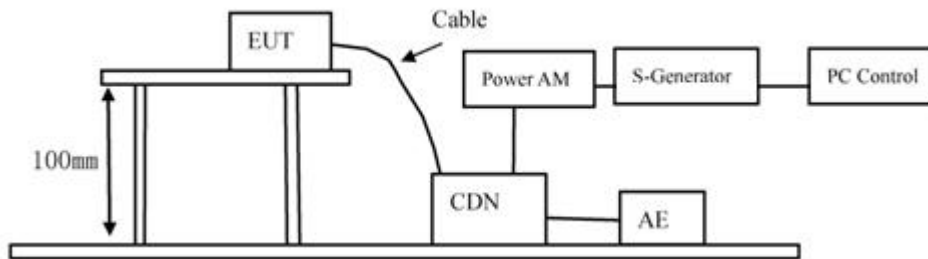 Cable
EUT
Power AM
S-Generator
PC Control
100mm
CDN
AE